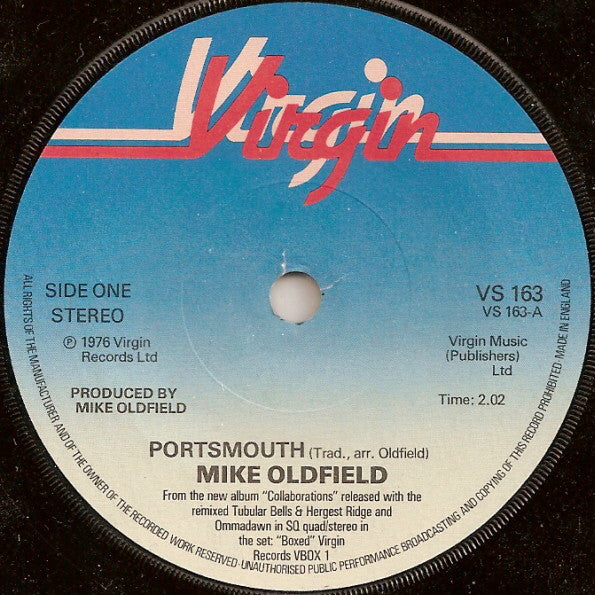 Virgin
SIDE ONE
STEREO
℗ 1976 Virgin
Records Ltd
PRODUCED BY
MIKE OLDFIELD
VS 163
VS 163-A
Virgin Music
(Publishers)
Ltd
Time: 2.02
PORTSMOUTH (Trad., arr. Oldfield)
MIKE OLDFIELD
From the new album "Collaborations" released with the
remixed Tubular Bells & Hergest Ridge and
Ommadawn in SQ quad/stereo in
the set: "Boxed" Virgin
Records VBOX 1
ALL RIGHTS OF THE MANUFACTURER AND OF THE OWNER OF THE RECORDED WORK RESERVED-UNAUTHORISED PUBLIC PERFORMANCE BROADCASTING AND COPYING OF THIS RECORD PROHIBITED. MADE IN ENGLAND